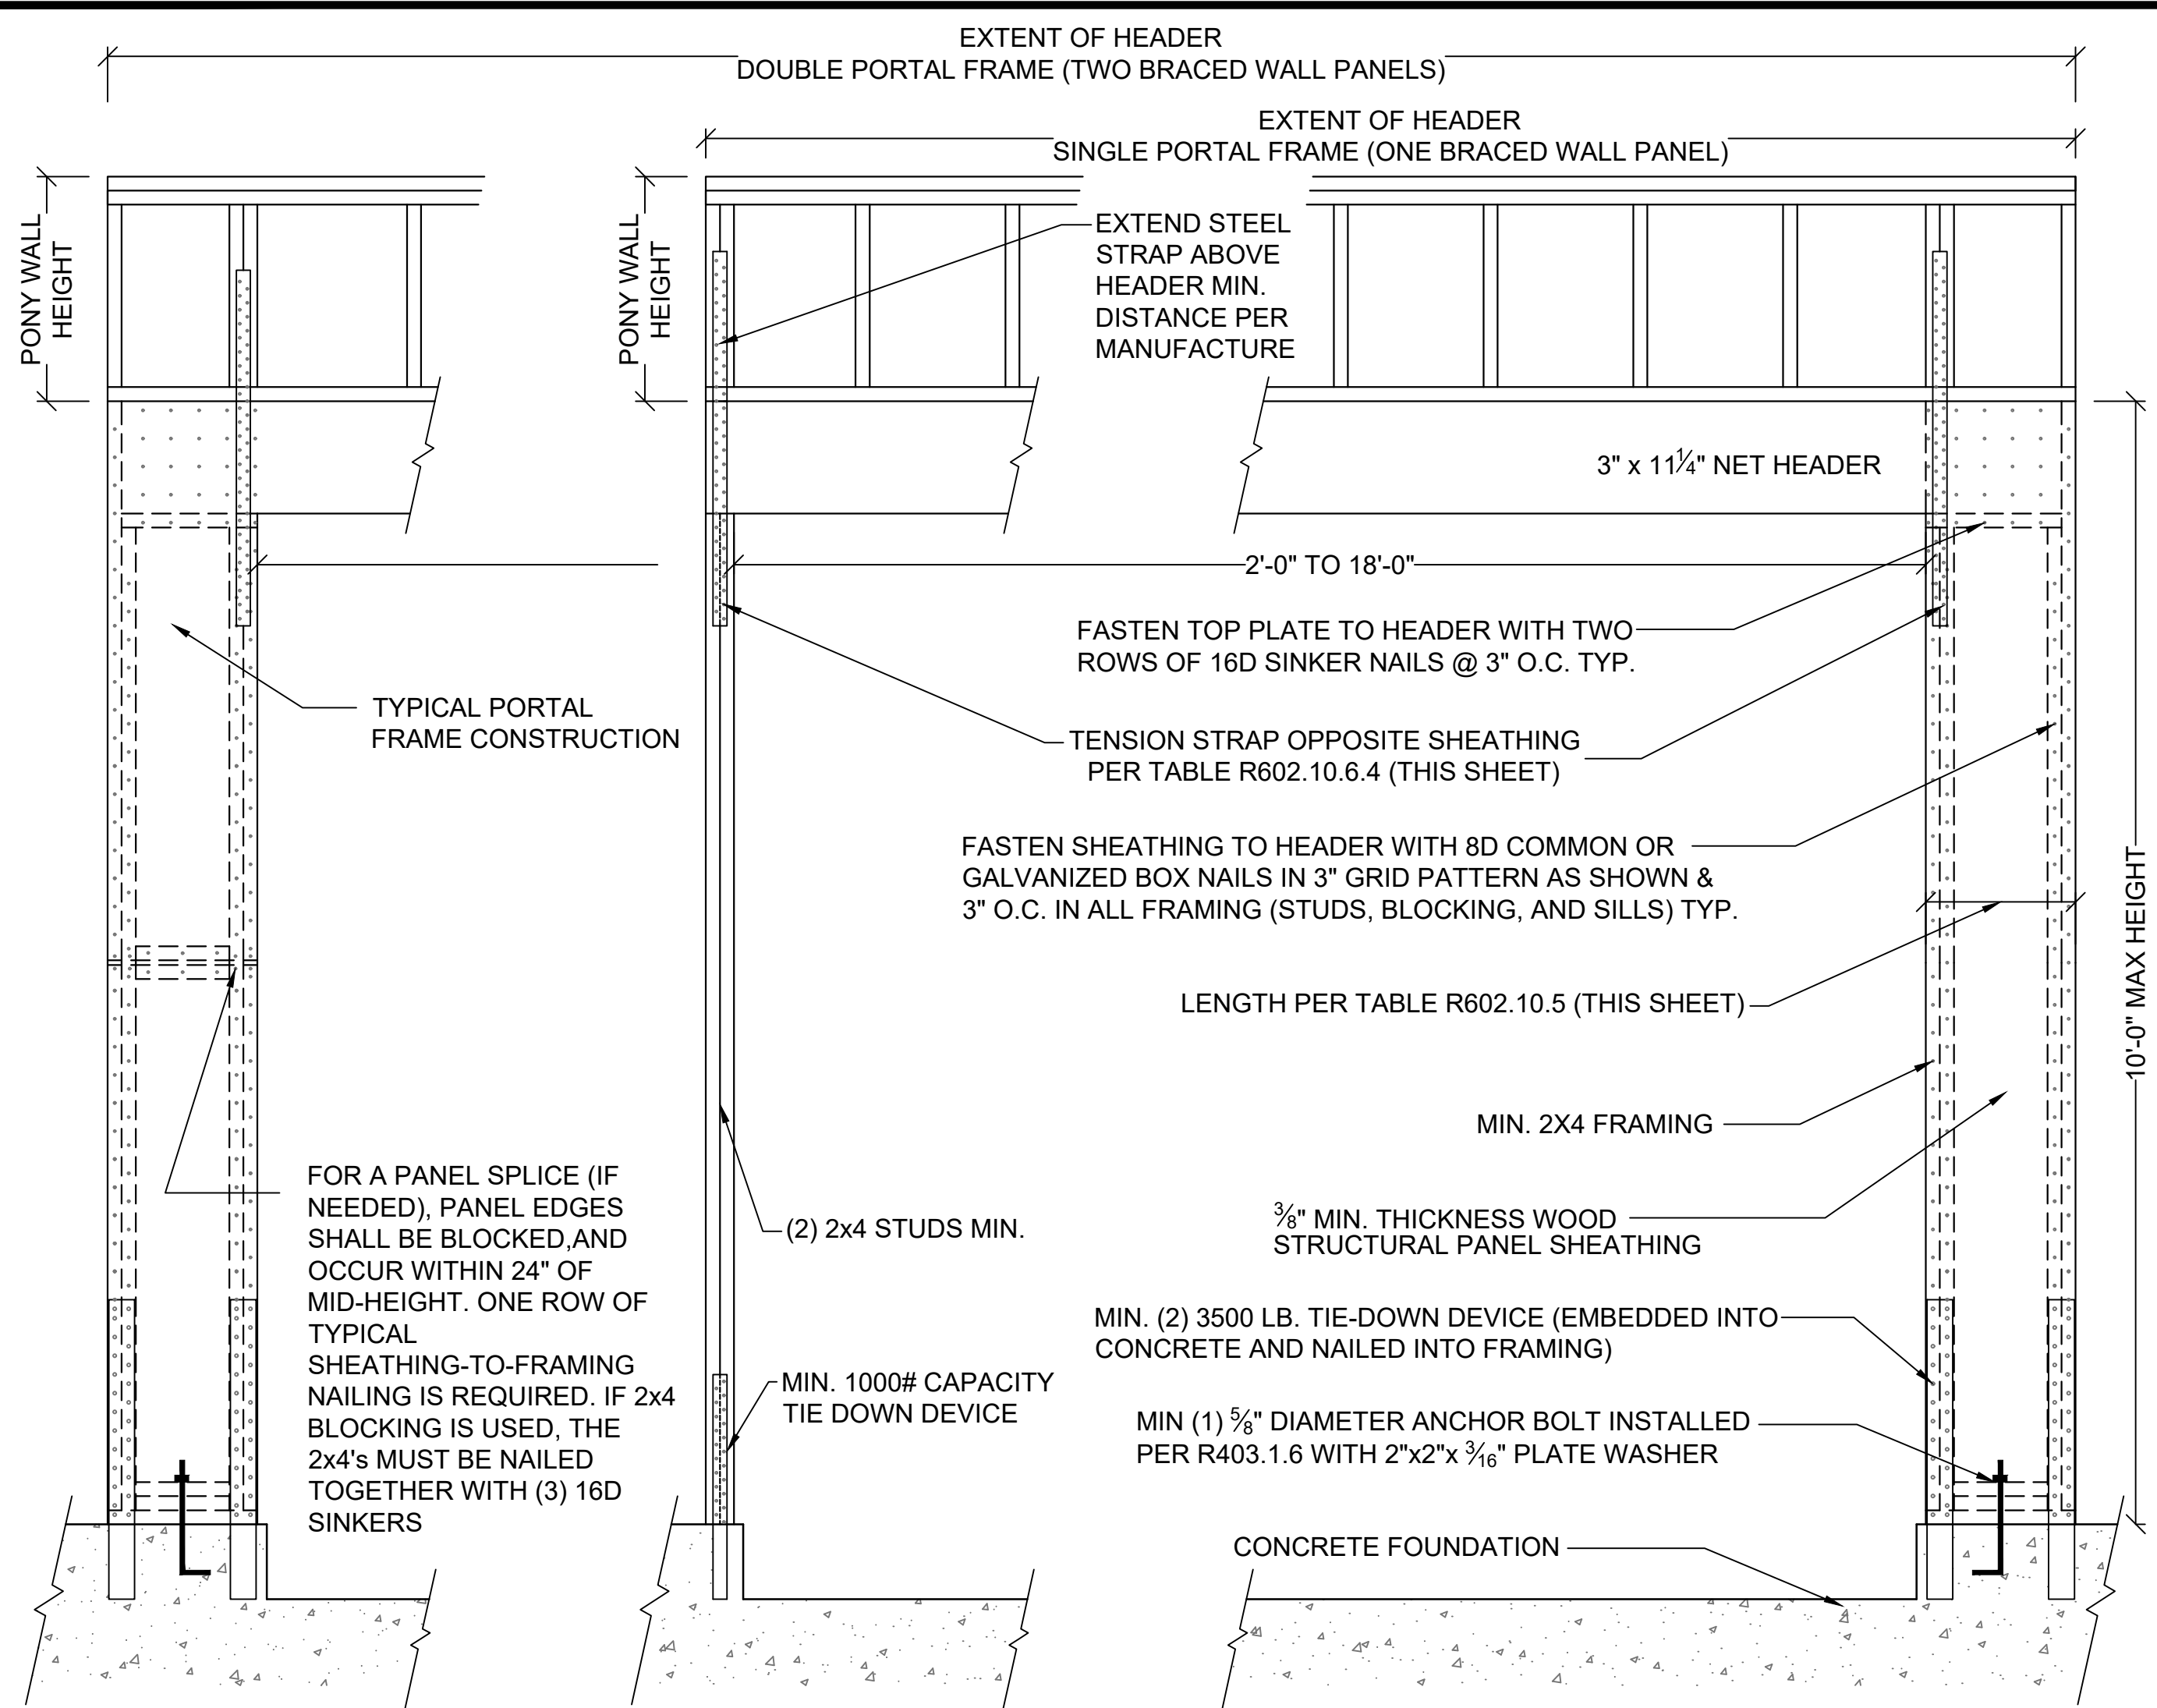 EXTENT OF HEADER
DOUBLE PORTAL FRAME (TWO BRACED WALL PANELS)
EXTENT OF HEADER
SINGLE PORTAL FRAME (ONE BRACED WALL PANEL)
PONY WALL
HEIGHT
PONY WALL
HEIGHT
EXTEND STEEL
STRAP ABOVE
HEADER MIN.
DISTANCE PER
MANUFACTURE
3" x 11¼" NET HEADER
2'-0" TO 18'-0"
FASTEN TOP PLATE TO HEADER WITH TWO
ROWS OF 16D SINKER NAILS @ 3" O.C. TYP.
TYPICAL PORTAL
FRAME CONSTRUCTION
TENSION STRAP OPPOSITE SHEATHING
PER TABLE R602.10.6.4 (THIS SHEET)
FASTEN SHEATHING TO HEADER WITH 8D COMMON OR
GALVANIZED BOX NAILS IN 3" GRID PATTERN AS SHOWN &
3" O.C. IN ALL FRAMING (STUDS, BLOCKING, AND SILLS) TYP.
10'-0" MAX HEIGHT
LENGTH PER TABLE R602.10.5 (THIS SHEET)
MIN. 2X4 FRAMING
FOR A PANEL SPLICE (IF
NEEDED), PANEL EDGES
SHALL BE BLOCKED,AND
OCCUR WITHIN 24" OF
MID-HEIGHT. ONE ROW OF
TYPICAL
SHEATHING-TO-FRAMING
NAILING IS REQUIRED. IF 2x4
BLOCKING IS USED, THE
2x4's MUST BE NAILED
TOGETHER WITH (3) 16D
SINKERS
(2) 2x4 STUDS MIN.
⅜" MIN. THICKNESS WOOD
STRUCTURAL PANEL SHEATHING
MIN. (2) 3500 LB. TIE-DOWN DEVICE (EMBEDDED INTO
CONCRETE AND NAILED INTO FRAMING)
MIN. 1000# CAPACITY
TIE DOWN DEVICE
MIN (1) ⅝" DIAMETER ANCHOR BOLT INSTALLED
PER R403.1.6 WITH 2"x2"x 3⁄16" PLATE WASHER
CONCRETE FOUNDATION